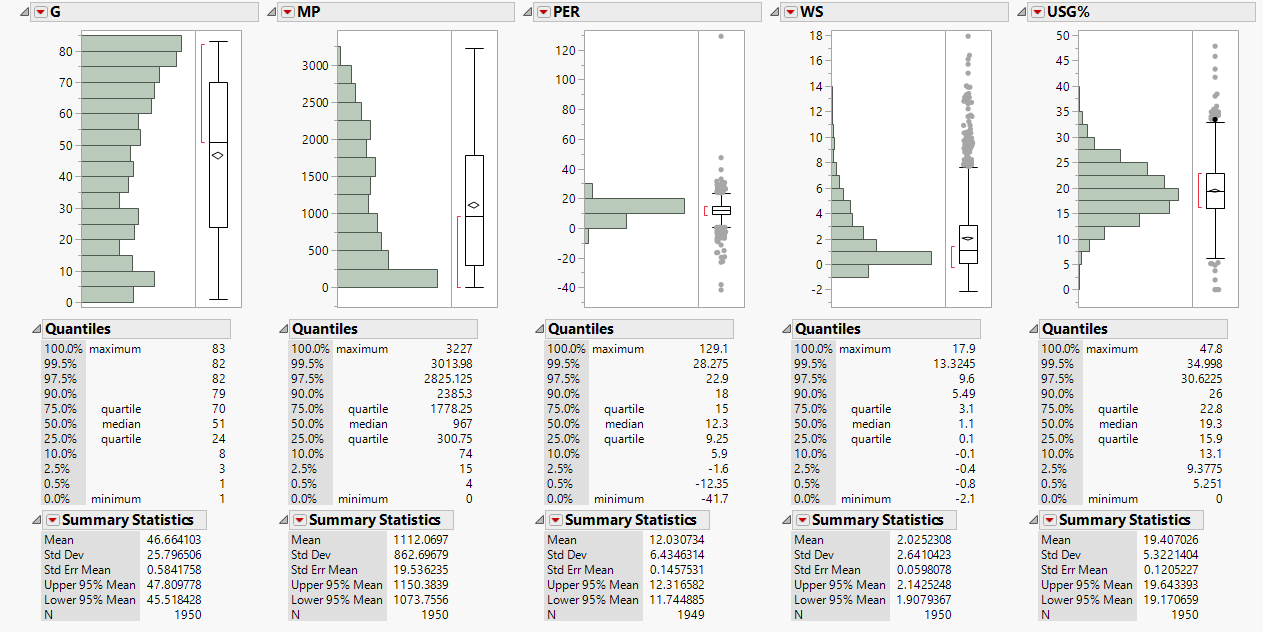 G
80
70
60
50
40
30
20
10
0
Quantiles
100.0% maximum 83
99.5% 82
97.5% 82
90.0% 79
75.0% quartile 70
50.0% median 51
25.0% quartile 24
10.0% 8
2.5% 3
0.5% 1
0.0% minimum 1
Summary Statistics
Mean 46.664103
Std Dev 25.796506
Std Err Mean 0.5841758
Upper 95% Mean 47.809778
Lower 95% Mean 45.518428
N 1950
MP
3000
2500
2000
1500
1000
500
0
Quantiles
100.0% maximum 3227
99.5% 3013.98
97.5% 2825.125
90.0% 2385.3
75.0% quartile 1778.25
50.0% median 967
25.0% quartile 300.75
10.0% 74
2.5% 15
0.5% 4
0.0% minimum 0
Summary Statistics
Mean 1112.0697
Std Dev 862.69679
Std Err Mean 19.536235
Upper 95% Mean 1150.3839
Lower 95% Mean 1073.7556
N 1950
PER
120
100
80
60
40
20
0
-20
-40
Quantiles
100.0% maximum 129.1
99.5% 28.275
97.5% 22.9
90.0% 18
75.0% quartile 15
50.0% median 12.3
25.0% quartile 9.25
10.0% 5.9
2.5% -1.6
0.5% -12.35
0.0% minimum -41.7
Summary Statistics
Mean 12.030734
Std Dev 6.4346314
Std Err Mean 0.1457531
Upper 95% Mean 12.316582
Lower 95% Mean 11.744885
N 1949
WS
18
16
14
12
10
8
6
4
2
0
-2
Quantiles
100.0% maximum 17.9
99.5% 13.3245
97.5% 9.6
90.0% 5.49
75.0% quartile 3.1
50.0% median 1.1
25.0% quartile 0.1
10.0% -0.1
2.5% -0.4
0.5% -0.8
0.0% minimum -2.1
Summary Statistics
Mean 2.0252308
Std Dev 2.6410423
Std Err Mean 0.0598078
Upper 95% Mean 2.1425248
Lower 95% Mean 1.9079367
N 1950
USG%
50
45
40
35
30
25
20
15
10
5
0
Quantiles
100.0% maximum 47.8
99.5% 34.998
97.5% 30.6225
90.0% 26
75.0% quartile 22.8
50.0% median 19.3
25.0% quartile 15.9
10.0% 13.1
2.5% 9.3775
0.5% 5.251
0.0% minimum 0
Summary Statistics
Mean 19.407026
Std Dev 5.3221404
Std Err Mean 0.1205227
Upper 95% Mean 19.643393
Lower 95% Mean 19.170659
N 1950